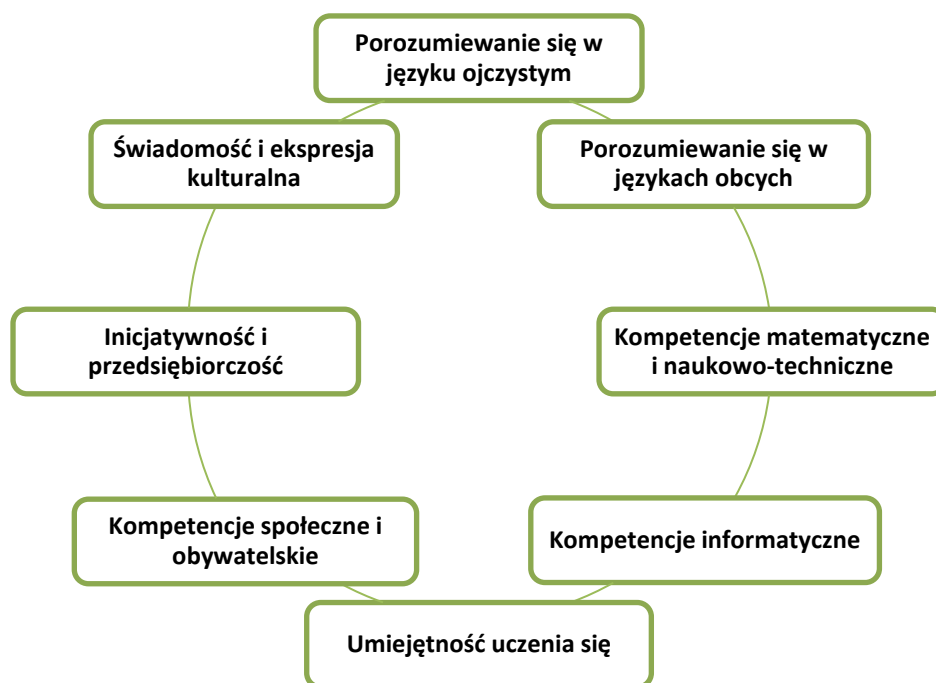 Porozumiewanie się w
języku ojczystym
Świadomość i ekspresja
kulturalna
Porozumiewanie się w
językach obcych
Inicjatywność i
przedsiębiorczość
Kompetencje matematyczne
i naukowo-techniczne
Kompetencje społeczne i
obywatelskie
Kompetencje informatyczne
Umiejętność uczenia się